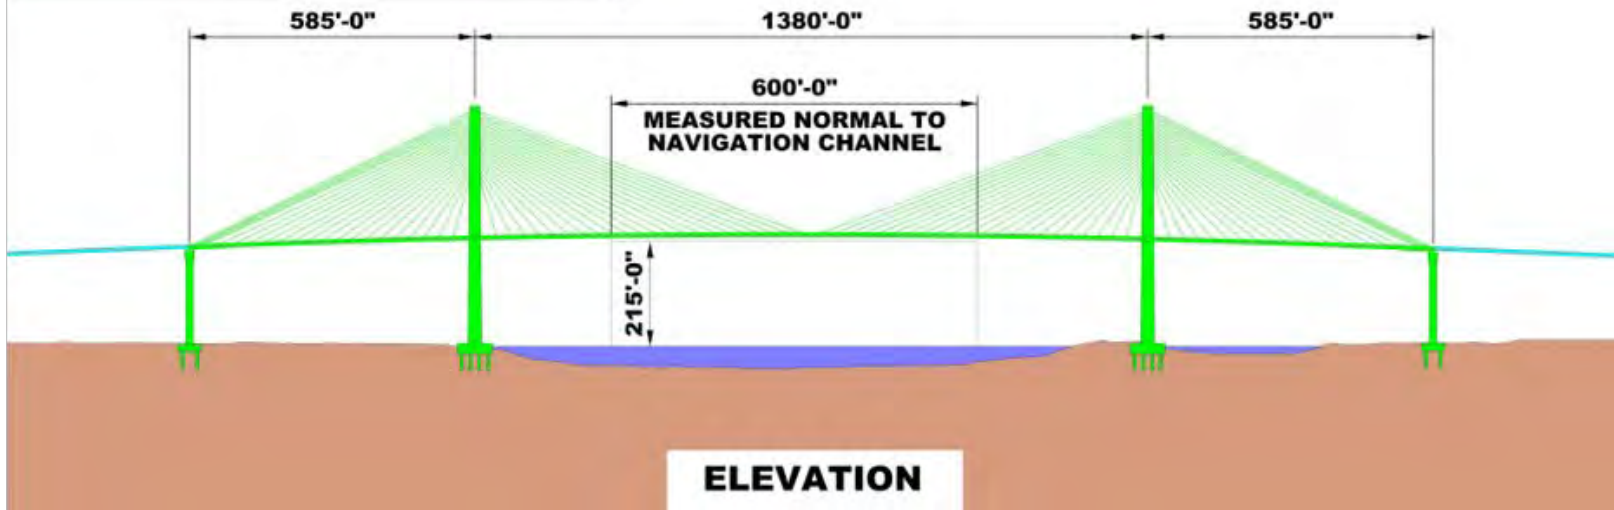 585'-0"
1380'-0"
585'-0"
600'-0"
MEASURED NORMAL TO
NAVIGATION CHANNEL
215'-0"
ELEVATION